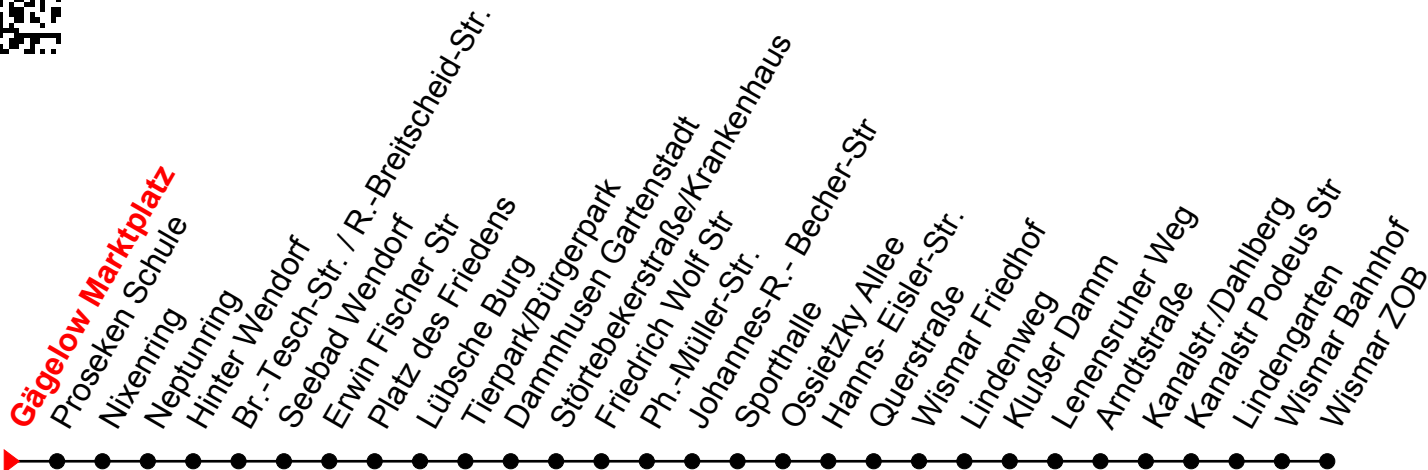 Gägelow Marktplatz
Proseken Schule
Nixenring
Neptunring
Hinter Wendorf
Br.-Tesch-Str. / R.-Breitscheid-Str.
Seebad Wendorf
Erwin Fischer Str
Platz des Friedens
Lübsche Burg
Tierpark/Bürgerpark
Dammhusen Gartenstadt
Störtebekerstraße/Krankenhaus
Friedrich Wolf Str
Ph.-Müller-Str.
Johannes-R.- Becher-Str
Sporthalle
Ossietzky Allee
Hanns- Eisler-Str.
Querstraße
Wismar Friedhof
Lindenweg
Klußer Damm
Lenensruher Weg
Arndtstraße
Kanalstr./Dahlberg
Kanalstr Podeus Str
Lindengarten
Wismar Bahnhof
Wismar ZOB